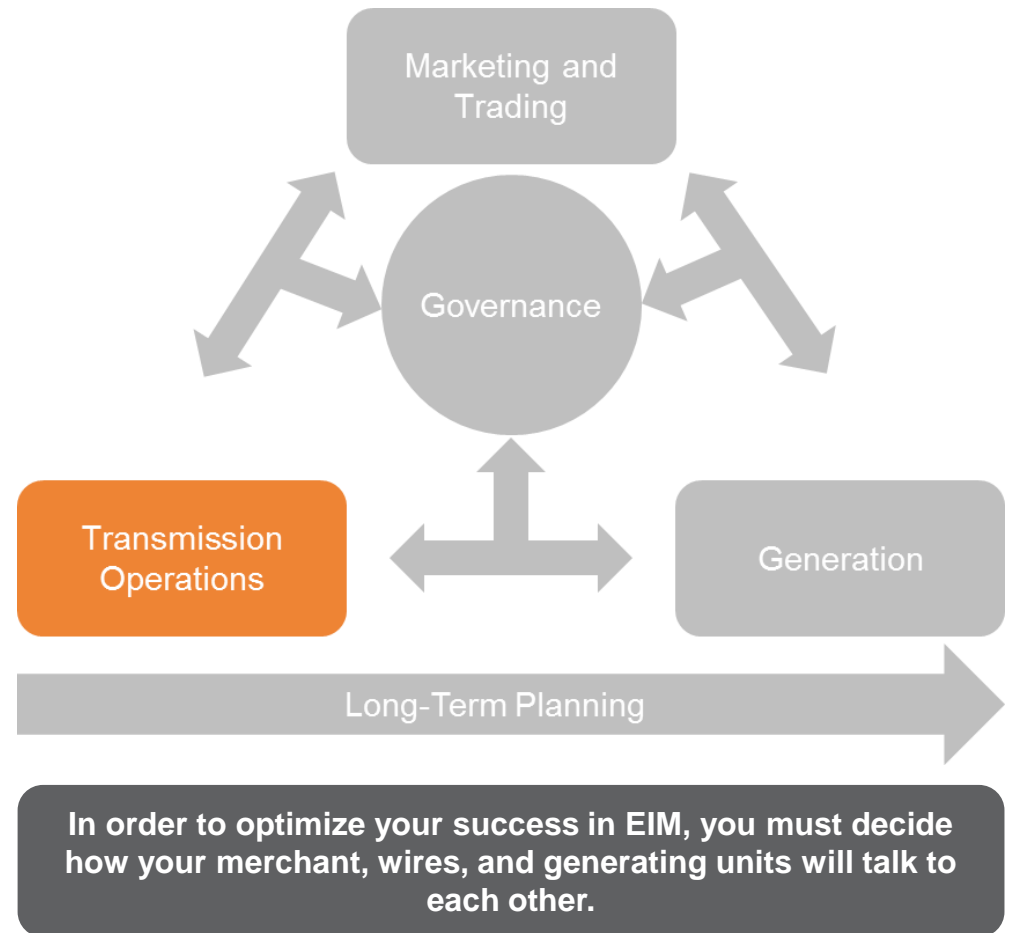 Marketing and
Trading
Governance
Transmission
Operations
Generation
Long-Term Planning
In order to optimize your success in EIM, you must decide
how your merchant, wires, and generating units will talk to
each other.